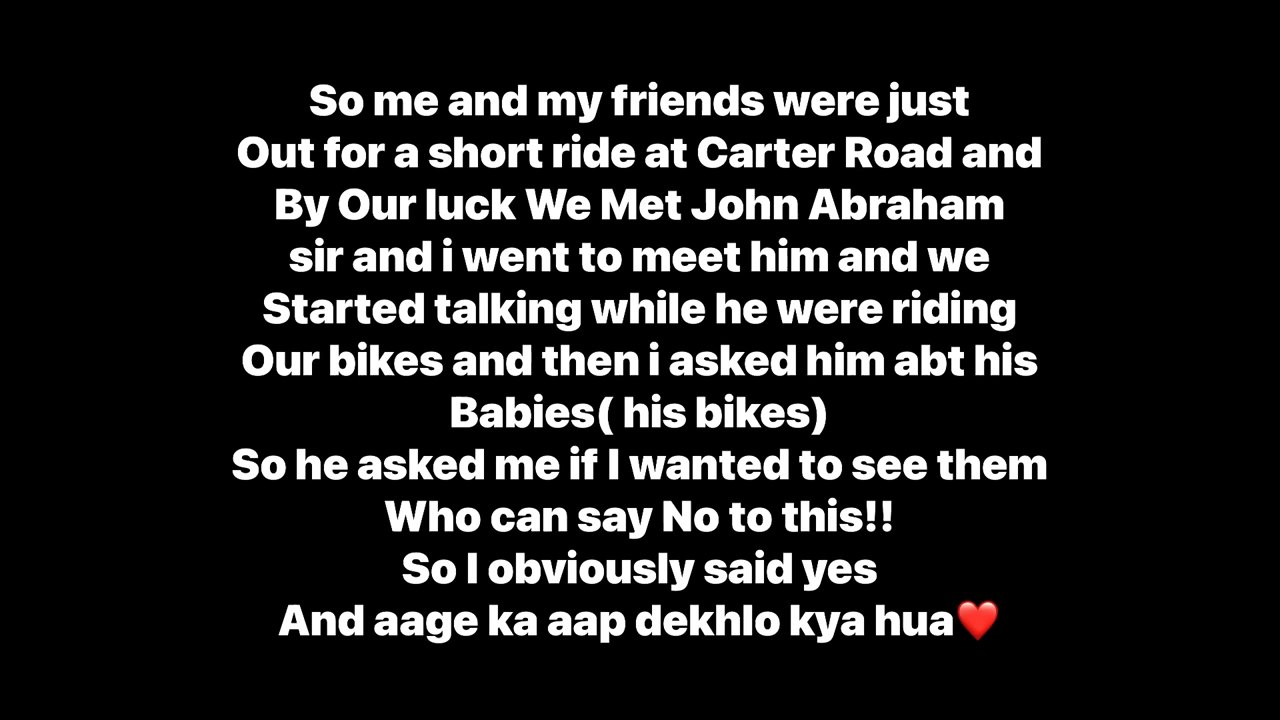 So me and my friends were just
Out for a short ride at Carter Road and
By Our luck We Met John Abraham
sir and i went to meet him and we
Started talking while he were riding
Our bikes and then i asked him abt his
Babies( his bikes)
So he asked me if I wanted to see them
Who can say No to this!!
So I obviously said yes
And aage ka aap dekhlo kya hua❤️